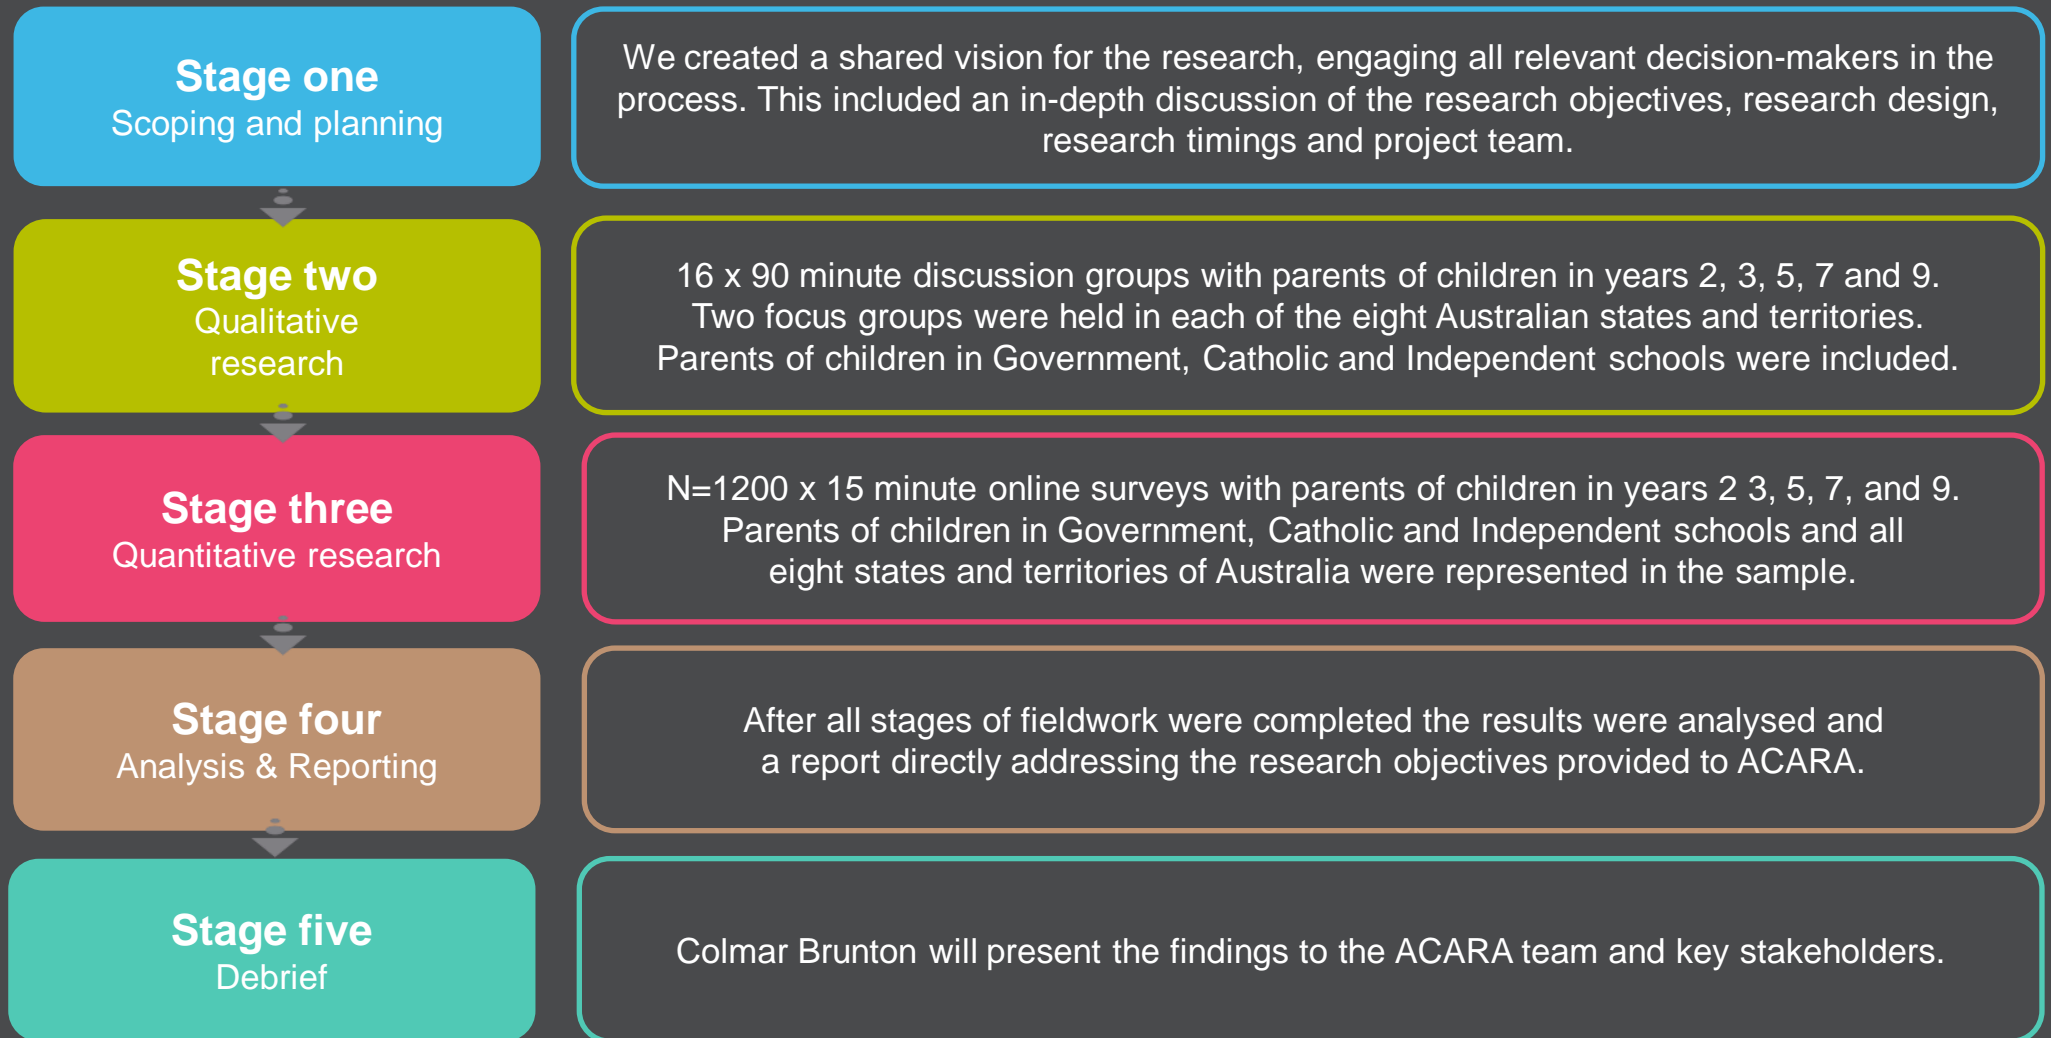 Stage one
Scoping and planning
We created a shared vision for the research, engaging all relevant decision-makers in the
process. This included an in-depth discussion of the research objectives, research design,
research timings and project team.
Stage two
Qualitative
research
16 x 90 minute discussion groups with parents of children in years 2, 3, 5, 7 and 9.
Two focus groups were held in each of the eight Australian states and territories.
Parents of children in Government, Catholic and Independent schools were included.
Stage three
Quantitative research
N=1200 x 15 minute online surveys with parents of children in years 2 3, 5, 7, and 9.
Parents of children in Government, Catholic and Independent schools and all
eight states and territories of Australia were represented in the sample.
Stage four
Analysis & Reporting
After all stages of fieldwork were completed the results were analysed and
a report directly addressing the research objectives provided to ACARA.
Stage five
Debrief
Colmar Brunton will present the findings to the ACARA team and key stakeholders.